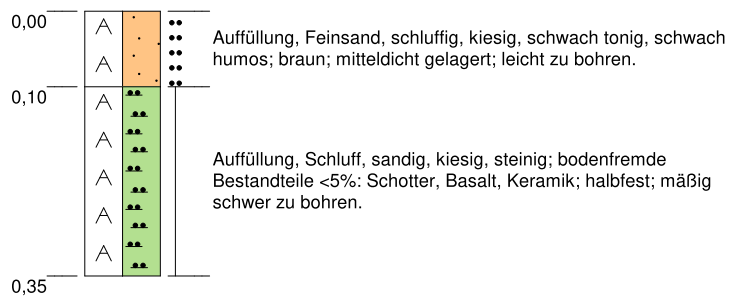 0,00
Auffüllung, Feinsand, schluffig, kiesig, schwach tonig, schwach
humos; braun; mitteldicht gelagert; leicht zu bohren.
A
A
0,10
A
A
A
A
A
Auffüllung, Schluff, sandig, kiesig, steinig; bodenfremde
Bestandteile <5%: Schotter, Basalt, Keramik; halbfest; mäßig
schwer zu bohren.
0,35